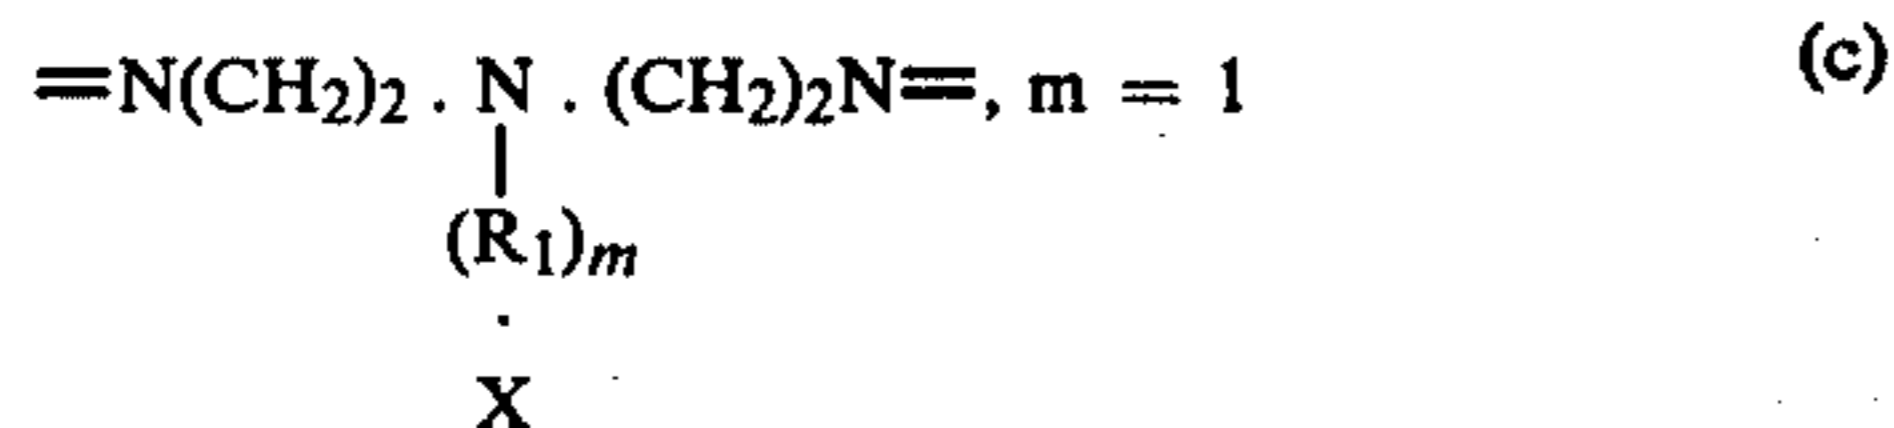 =N(CH2)2 . N . (CH2)2N=, m = 1 (c)
|
(R1)m
.
X